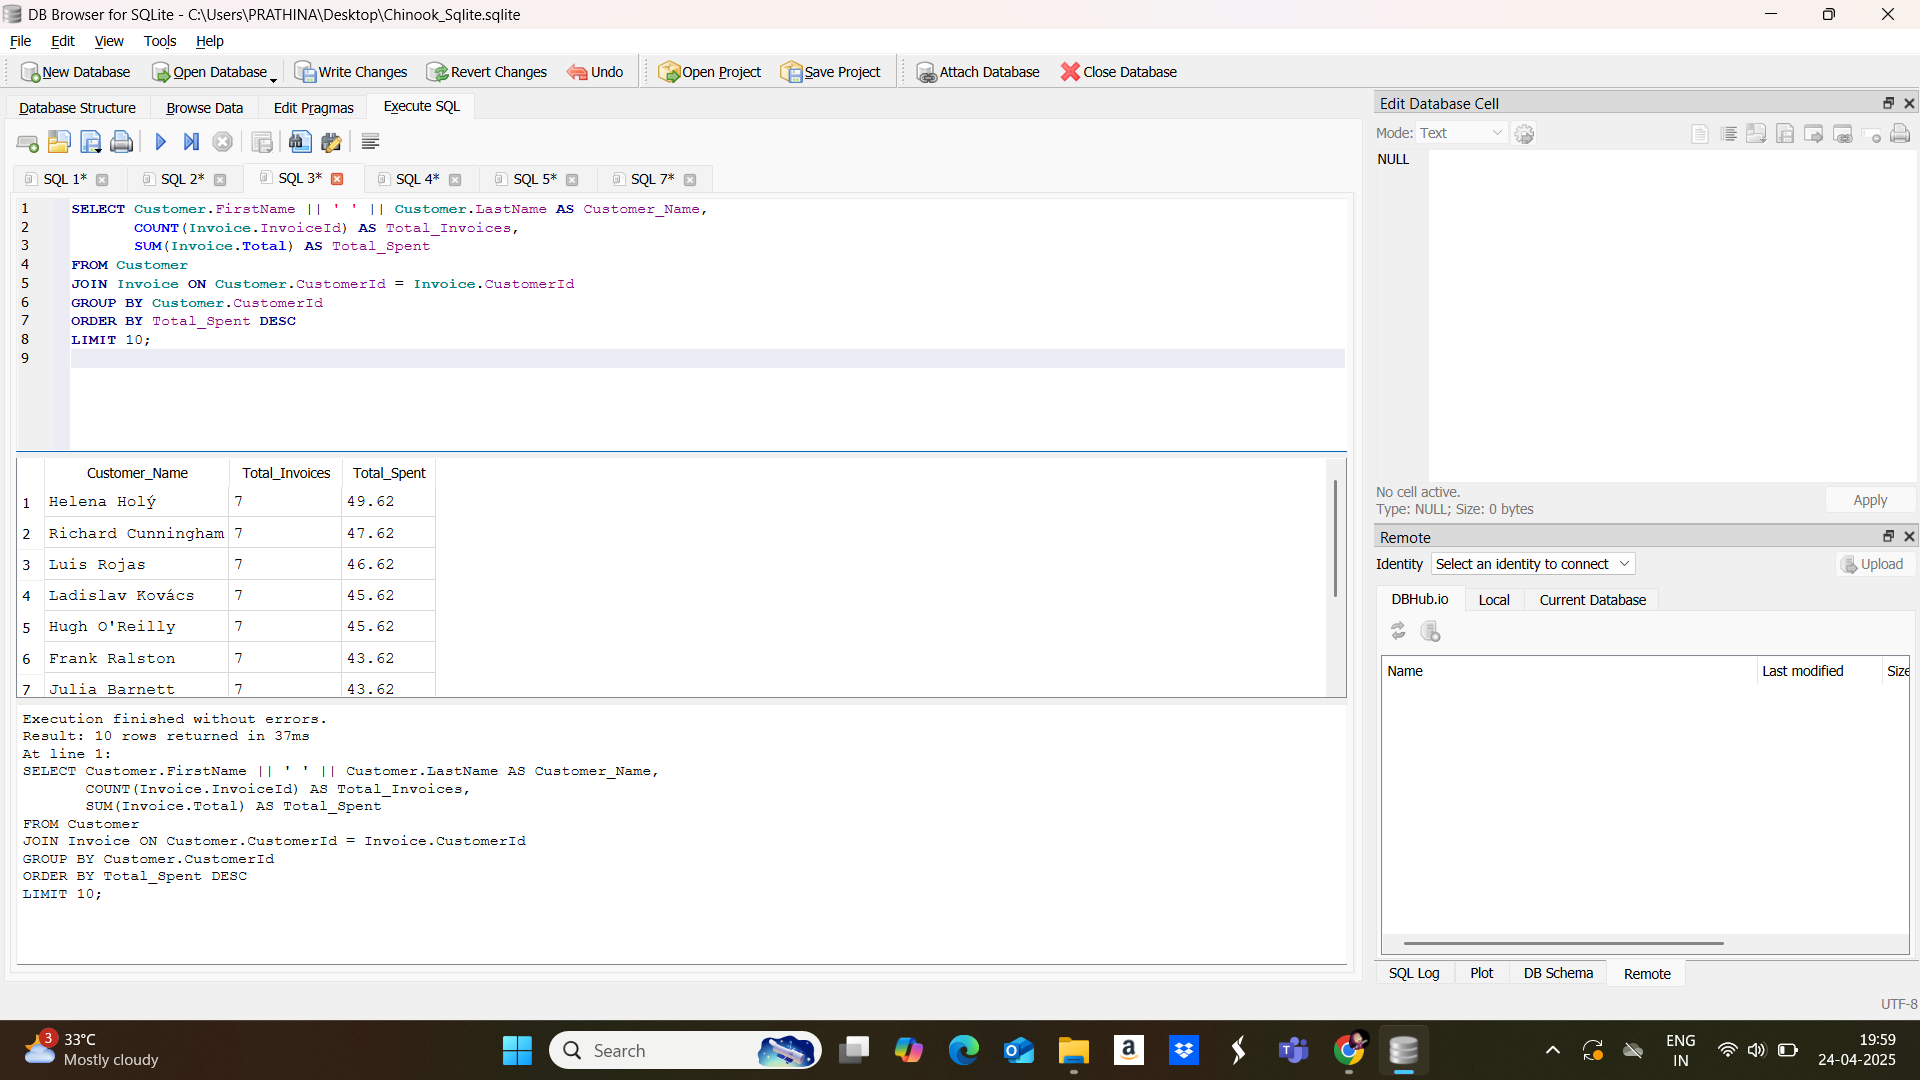 DB Browser for SQLite - C:\Users\PRATHINA\Desktop\Chinook_Sqlite.sqlite
File Edit View Tools Help
New Database Open Database Write Changes Revert Changes Undo Open Project Save Project Attach Database Close Database
Database Structure Browse Data Edit Pragmas Execute SQL
SQL 1* SQL 2* SQL 3* SQL 4* SQL 5* SQL 7*
1 SELECT Customer.FirstName || ' ' || Customer.LastName AS Customer_Name,
2 COUNT(Invoice.InvoiceId) AS Total_Invoices,
3 SUM(Invoice.Total) AS Total_Spent
4 FROM Customer
5 JOIN Invoice ON Customer.CustomerId = Invoice.CustomerId
6 GROUP BY Customer.CustomerId
7 ORDER BY Total_Spent DESC
8 LIMIT 10;
9
Customer_Name Total_Invoices Total_Spent
1 Helena Holý 7 49.62
2 Richard Cunningham 7 47.62
3 Luis Rojas 7 46.62
4 Ladislav Kovács 7 45.62
5 Hugh O'Reilly 7 45.62
6 Frank Ralston 7 43.62
7 Julia Barnett 7 43.62
Execution finished without errors.
Result: 10 rows returned in 37ms
At line 1:
SELECT Customer.FirstName || ' ' || Customer.LastName AS Customer_Name,
COUNT(Invoice.InvoiceId) AS Total_Invoices,
SUM(Invoice.Total) AS Total_Spent
FROM Customer
JOIN Invoice ON Customer.CustomerId = Invoice.CustomerId
GROUP BY Customer.CustomerId
ORDER BY Total_Spent DESC
LIMIT 10;
Edit Database Cell
Mode: Text
NULL
No cell active.
Type: NULL; Size: 0 bytes
Apply
Remote
Identity Select an identity to connect Upload
DBHub.io Local Current Database
Name Last modified Size
SQL Log Plot DB Schema Remote
UTF-8
3
33°C
Mostly cloudy
Search
a
ENG
IN
19:59
24-04-2025